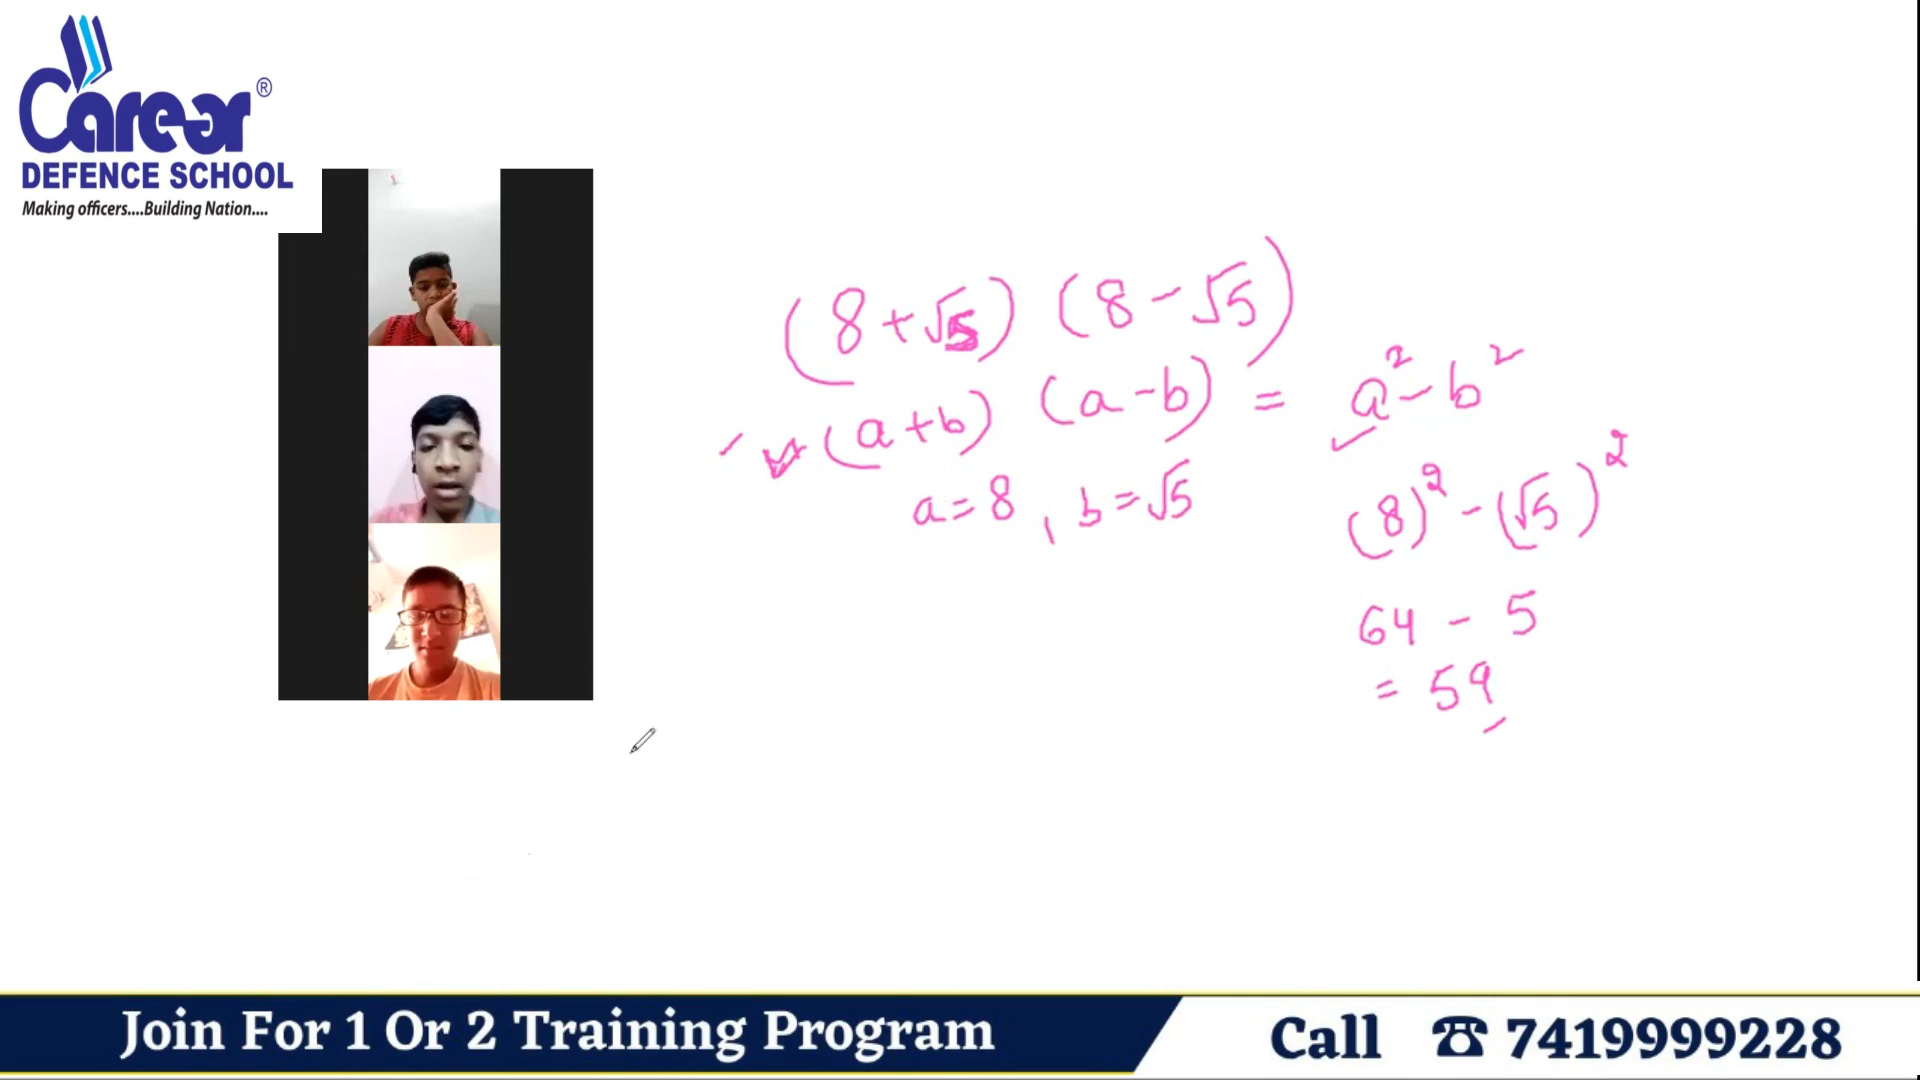 Carear®
DEFENCE SCHOOL
Making officers....Building Nation....
(8+√5) (8-√5)
(a+b) (a-b) = a²-b²
a=8, b=√5
(8)²-(√5)²
64 - 5
= 59
Join For 1 Or 2 Training Program
Call ☎ 7419999228